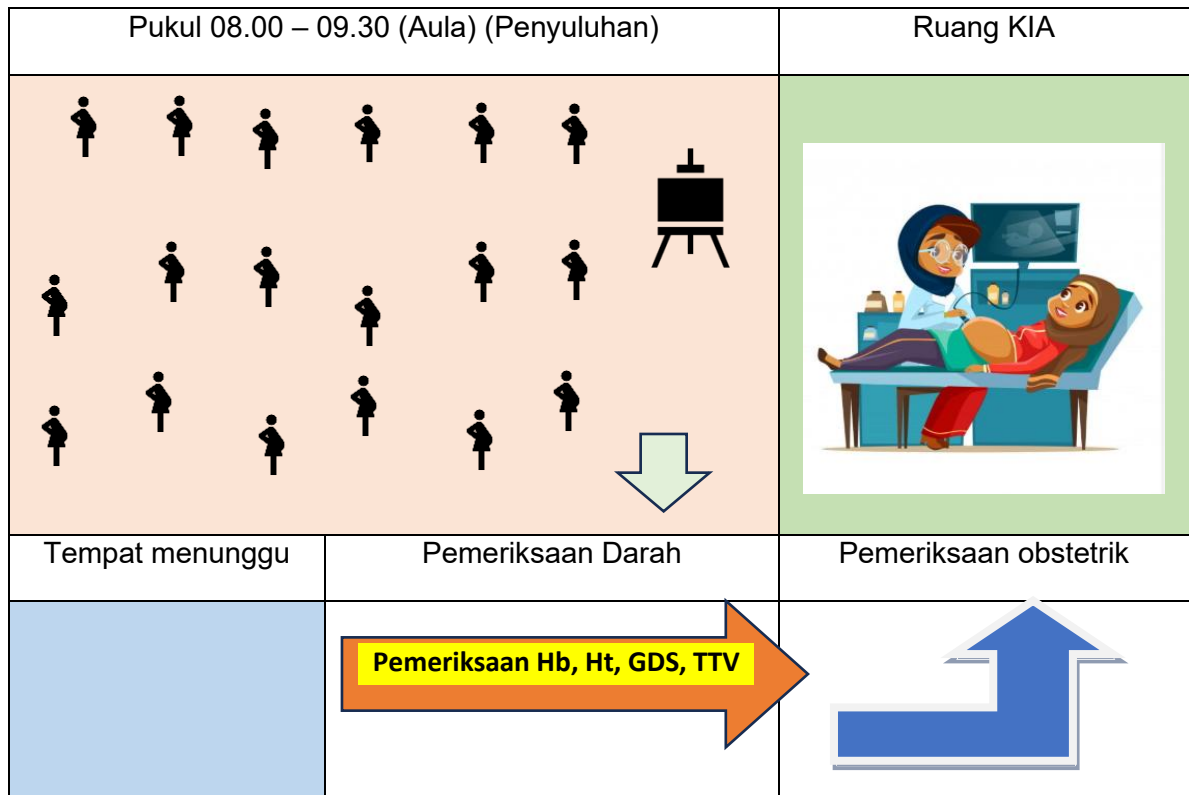 Pukul 08.00 – 09.30 (Aula) (Penyuluhan)
Ruang KIA
Tempat menunggu
Pemeriksaan Darah
Pemeriksaan obstetrik
Pemeriksaan Hb, Ht, GDS, TTV